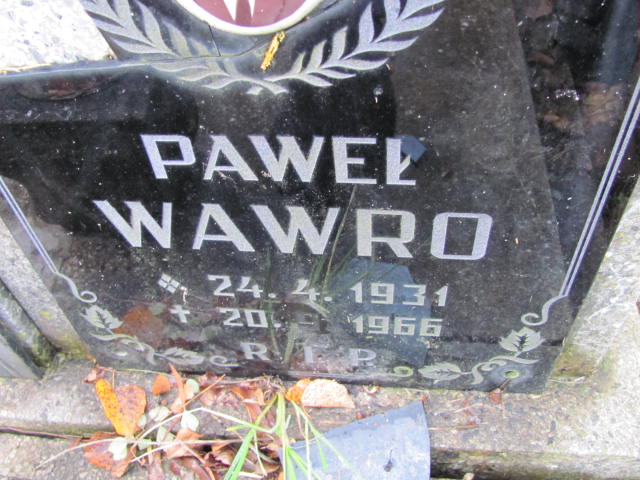 PAWEŁ
WAWRO
24. 4. 1931
20. 1966
R. I. P.